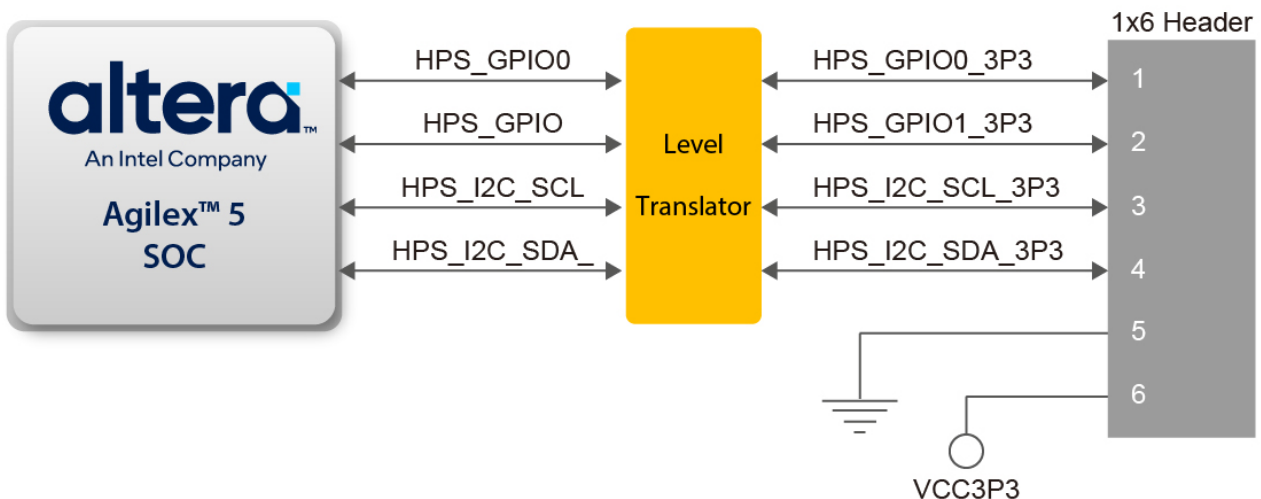 1x6 Header
altera™
An Intel Company
Agilex™ 5
SOC
HPS_GPIO0
HPS_GPIO
HPS_I2C_SCL
HPS_I2C_SDA_
Level
Translator
HPS_GPIO0_3P3
HPS_GPIO1_3P3
HPS_I2C_SCL_3P3
HPS_I2C_SDA_3P3
1
2
3
4
5
6
VCC3P3